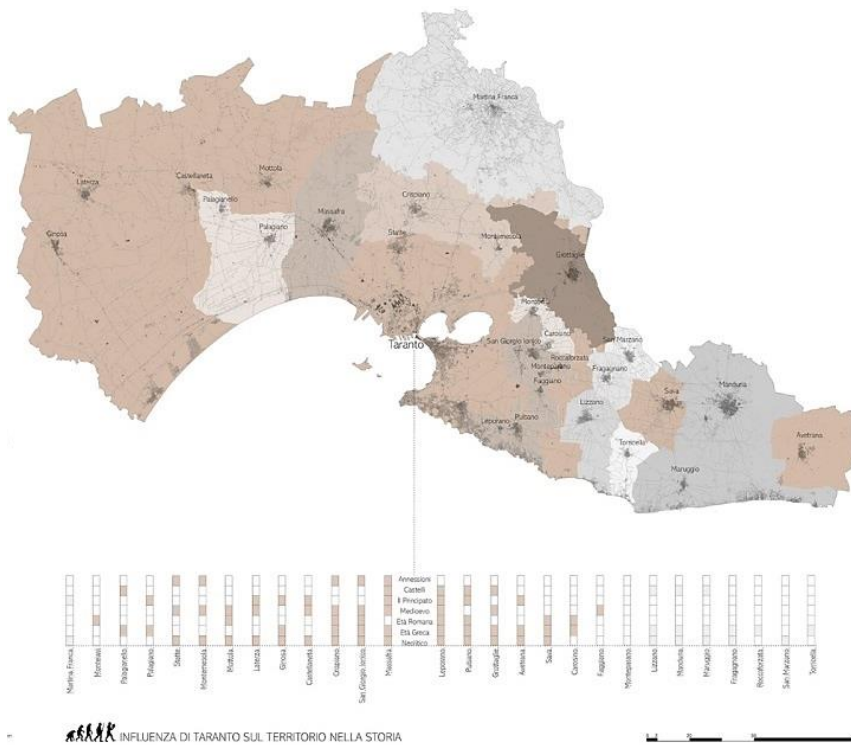 Martina Franca
Laterza
Castellaneta
Mottola
Palagianello
Crispiano
Massafra
Ginosa
Palagiano
Statte
Montemesola
Grottaglie
Monteiasi
San Giorgio Ionico
Carosino
San Marzano
Taranto
Roccaforzata
Monteparano
Fragagnano
Faggiano
Sava
Manduria
Lizzano
Leporano
Pulsano
Torricella
Avetrana
Maruggio
Annessioni
Castelli
Il Principato
Medioevo
Età Romana
Età Greca
Neolitico
Martina Franca
Monteiasi
Palagianello
Palagiano
Statte
Montemesola
Mottola
Laterza
Ginosa
Castellaneta
Crispiano
San Giorgio Ionico
Massafra
Leporano
Pulsano
Grottaglie
Avetrana
Sava
Carosino
Faggiano
Monteparano
Lizzano
Manduria
Maruggio
Fragagnano
Roccaforzata
San Marzano
Torricella
INFLUENZA DI TARANTO SUL TERRITORIO NELLA STORIA